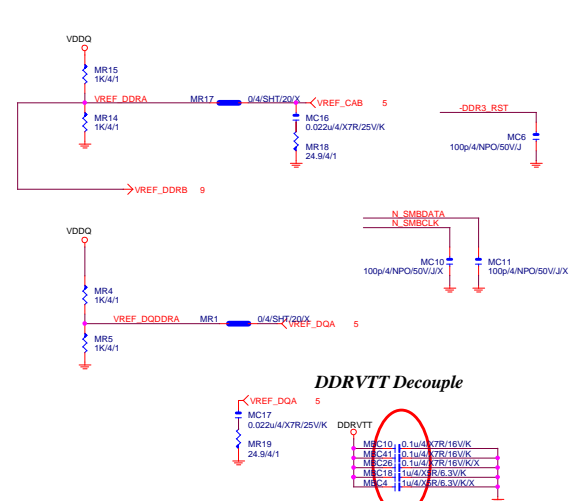 VDDQ
MR15
1K/4/1
VREF_DDRA
MR17
0/4/SHT/20/X
VREF_CAB 5
MR14
1K/4/1
MC16
0.022u/4/X7R/25V/K
MR18
24.9/4/1
-DDR3_RST
MC6
100p/4/NPO/50V/J
VREF_DDRB 9
N_SMBDATA
N_SMBCLK
MC10
100p/4/NPO/50V/J/X
MC11
100p/4/NPO/50V/J/X
VDDQ
MR4
1K/4/1
VREF_DQDDRA
MR1
0/4/SHT/20/X
VREF_DQA 5
MR5
1K/4/1
DDRVTT Decouple
VREF_DQA 5
MC17
0.022u/4/X7R/25V/K
MR19
24.9/4/1
DDRVTT
MBC10 0.1u/4/X7R/16V/K
MBC41 0.1u/4/X7R/16V/K
MBC26 0.1u/4/X7R/16V/K/X
MBC18 1u/4/X5R/6.3V/K
MBC4 1u/4/X5R/6.3V/K/X